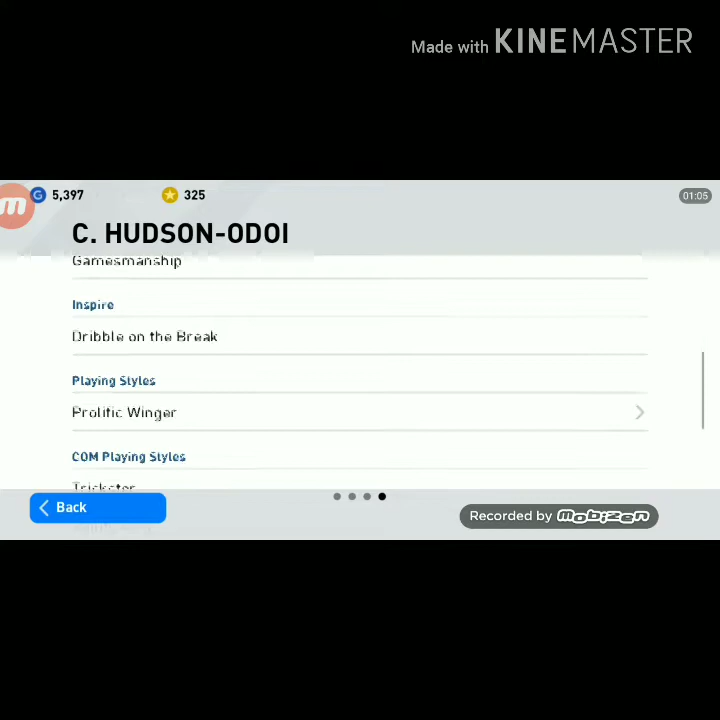 Made with KINEMASTER
G 5,397 325 01:05
C. HUDSON-ODOI
Gamesmanship
Inspire
Dribble on the Break
Playing Styles
Prolific Winger
COM Playing Styles
Trickster
Back
Recorded by mobizen